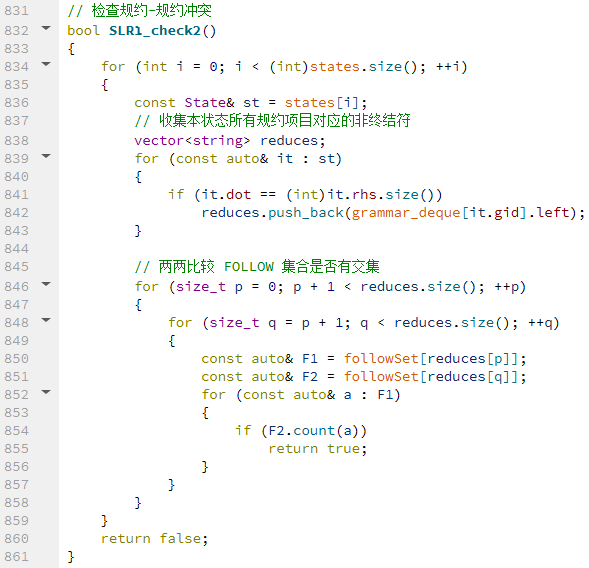 831 // 检查规约-规约冲突
832 bool SLR1_check2()
833 {
834     for (int i = 0; i < (int)states.size(); ++i)
835     {
836         const State& st = states[i];
837         // 收集本状态所有规约项目对应的非终结符
838         vector<string> reduces;
839         for (const auto& it : st)
840         {
841             if (it.dot == (int)it.rhs.size())
842                 reduces.push_back(grammar_deque[it.gid].left);
843         }
844
845         // 两两比较 FOLLOW 集合是否有交集
846         for (size_t p = 0; p + 1 < reduces.size(); ++p)
847         {
848             for (size_t q = p + 1; q < reduces.size(); ++q)
849             {
850                 const auto& F1 = followSet[reduces[p]];
851                 const auto& F2 = followSet[reduces[q]];
852                 for (const auto& a : F1)
853                 {
854                     if (F2.count(a))
855                         return true;
856                 }
857             }
858         }
859     }
860     return false;
861 }